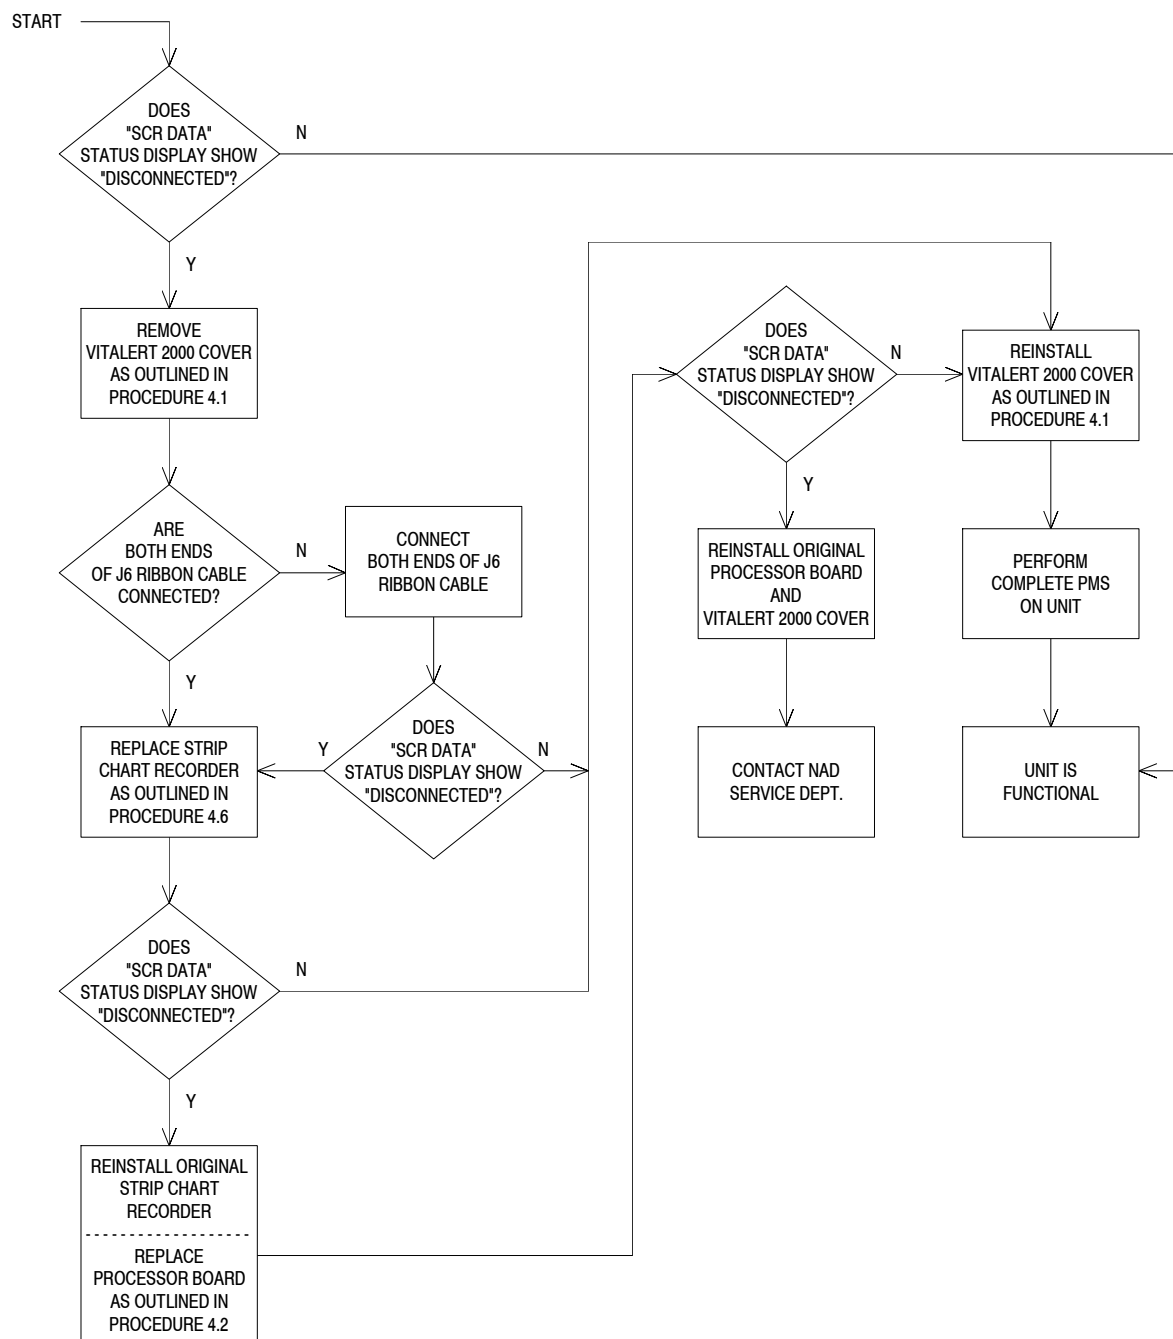 START
DOES
"SCR DATA"
STATUS DISPLAY SHOW
"DISCONNECTED"?
N
Y
REMOVE
VITALERT 2000 COVER
AS OUTLINED IN
PROCEDURE 4.1
ARE
BOTH ENDS
OF J6 RIBBON CABLE
CONNECTED?
N
Y
CONNECT
BOTH ENDS OF J6
RIBBON CABLE
DOES
"SCR DATA"
STATUS DISPLAY SHOW
"DISCONNECTED"?
Y
N
REPLACE STRIP
CHART RECORDER
AS OUTLINED IN
PROCEDURE 4.6
DOES
"SCR DATA"
STATUS DISPLAY SHOW
"DISCONNECTED"?
N
Y
REINSTALL ORIGINAL
STRIP CHART
RECORDER
REPLACE
PROCESSOR BOARD
AS OUTLINED IN
PROCEDURE 4.2
DOES
"SCR DATA"
STATUS DISPLAY SHOW
"DISCONNECTED"?
N
Y
REINSTALL ORIGINAL
PROCESSOR BOARD
AND
VITALERT 2000 COVER
CONTACT NAD
SERVICE DEPT.
REINSTALL
VITALERT 2000 COVER
AS OUTLINED IN
PROCEDURE 4.1
PERFORM
COMPLETE PMS
ON UNIT
UNIT IS
FUNCTIONAL